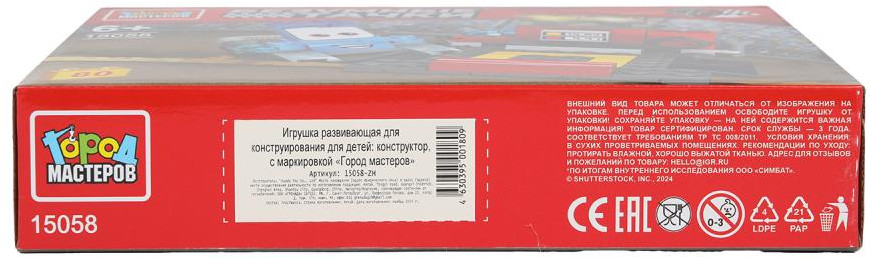 6+
15058
80
ГОРОД
МАСТЕРОВ
15058
Игрушка развивающая для
конструирования для детей: конструктор,
с маркировкой «Город мастеров»
Артикул: 15058-ZH
4 630395 001809
ВНЕШНИЙ ВИД ТОВАРА МОЖЕТ ОТЛИЧАТЬСЯ ОТ ИЗОБРАЖЕНИЯ НА
УПАКОВКЕ. ПЕРЕД ИСПОЛЬЗОВАНИЕМ ОСВОБОДИТЕ ИГРУШКУ ОТ
УПАКОВКИ! СОХРАНЯЙТЕ УПАКОВКУ — НА НЕЙ СОДЕРЖИТСЯ ВАЖНАЯ
ИНФОРМАЦИЯ! ТОВАР СЕРТИФИЦИРОВАН. СРОК СЛУЖБЫ — 3 ГОДА.
СООТВЕТСТВУЕТ ТРЕБОВАНИЯМ ТР ТС 008/2011. УСЛОВИЯ ХРАНЕНИЯ:
В СУХИХ ПРОВЕТРИВАЕМЫХ ПОМЕЩЕНИЯХ. РЕКОМЕНДАЦИИ ПО УХОДУ:
ПРОТИРАТЬ ВЛАЖНОЙ, ХОРОШО ВЫЖАТОЙ ТКАНЬЮ. АДРЕС ДЛЯ ОТЗЫВОВ
И ПОЖЕЛАНИЙ ПО ТОВАРУ: HELLO@IGR.RU
*ПО ИТОГАМ ВНУТРЕННЕГО ИССЛЕДОВАНИЯ ООО «СИМБАТ».
© SHUTTERSTOCK, INC., 2024
CE EAC 0-3 4 21
LDPE PAP